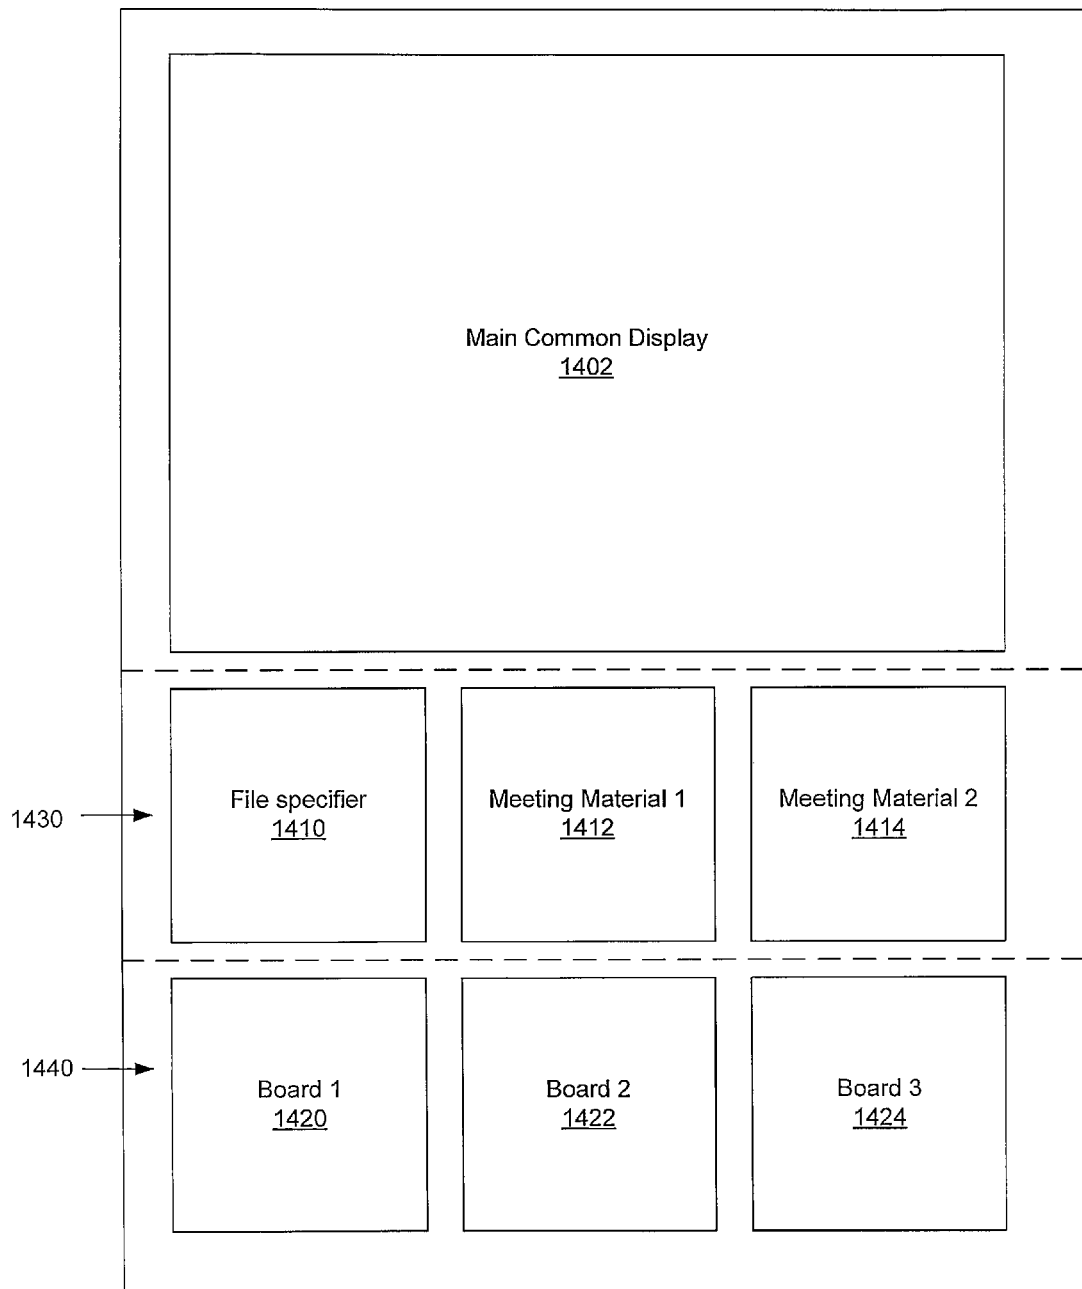 Main Common Display
1402
1430
File specifier
1410
Meeting Material 1
1412
Meeting Material 2
1414
1440
Board 1
1420
Board 2
1422
Board 3
1424